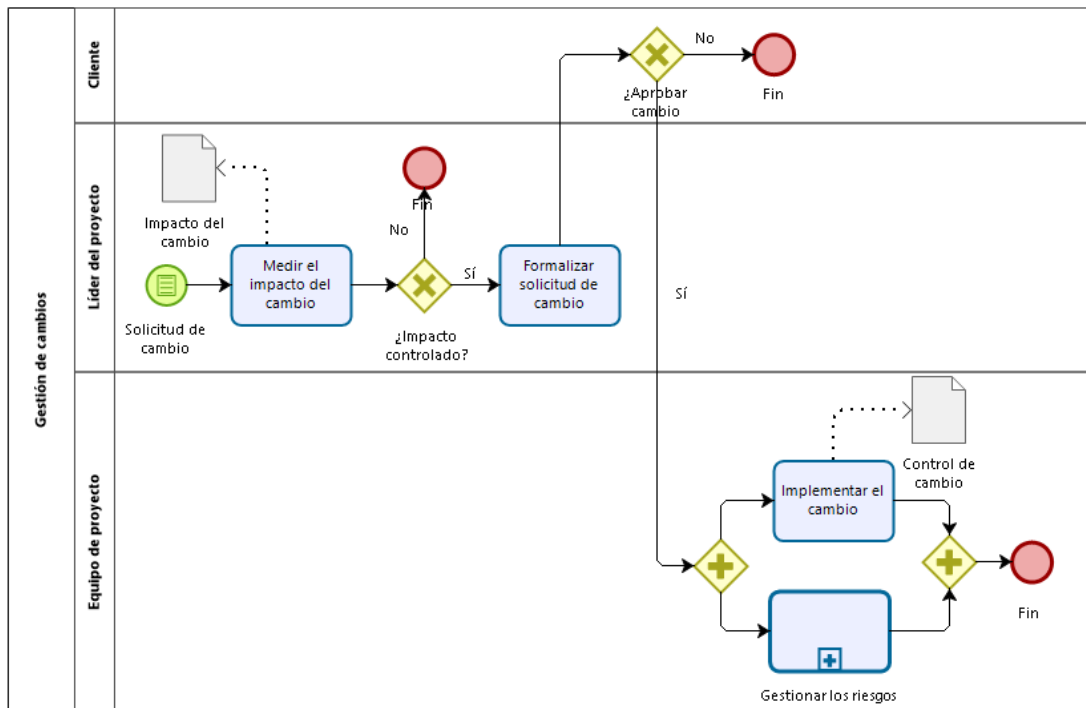 Gestión de cambios
Cliente
No
¿Aprobar
cambio
Fin
Líder del proyecto
Impacto del
cambio
Solicitud de
cambio
Medir el
impacto del
cambio
Fin
No
Sí
¿Impacto
controlado?
Formalizar
solicitud de
cambio
Sí
Equipo de proyecto
Control de
cambio
Implementar el
cambio
Gestionar los riesgos
Fin